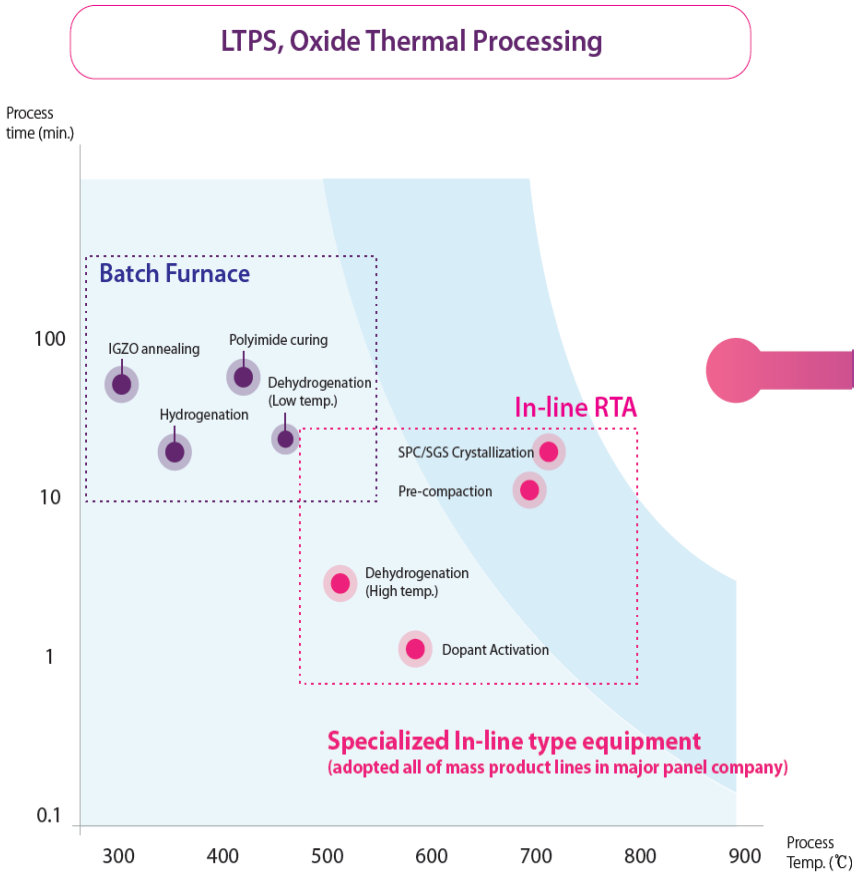 LTPS, Oxide Thermal Processing
Process
time (min.)
Batch Furnace
IGZO annealing
Polyimide curing
Dehydrogenation
(Low temp.)
Hydrogenation
In-line RTA
SPC/SGS Crystallization
Pre-compaction
Dehydrogenation
(High temp.)
Dopant Activation
Specialized In-line type equipment
(adopted all of mass product lines in major panel company)
100
10
1
0.1
300
400
500
600
700
800
900
Process
Temp. (℃)